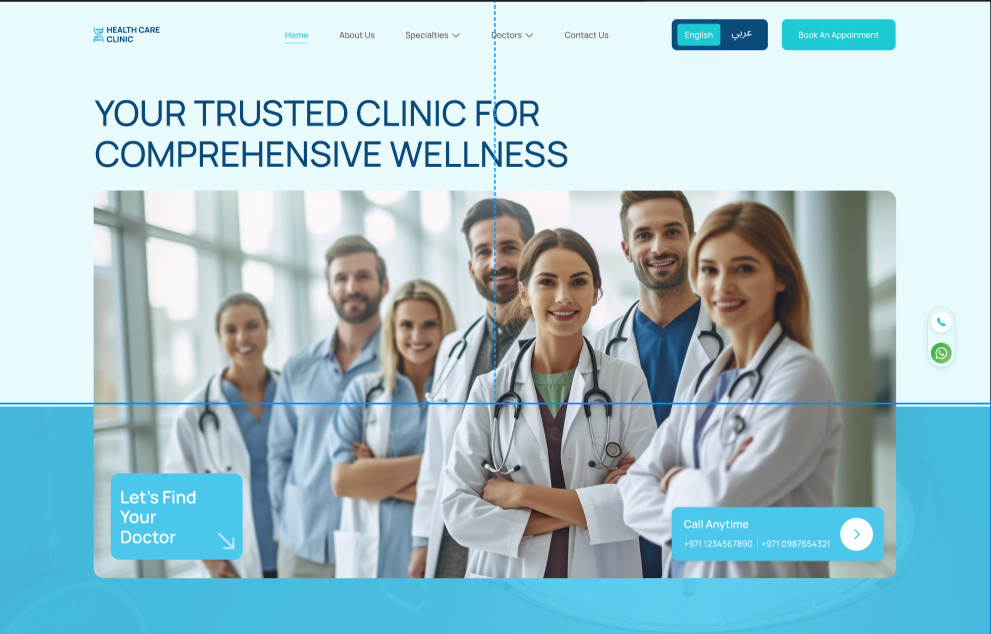 HEALTH CARE
CLINIC
Home
About Us
Specialties
Doctors
Contact Us
English
عربي
Book An Appoinment
YOUR TRUSTED CLINIC FOR
COMPREHENSIVE WELLNESS
Let's Find
Your
Doctor
Call Anytime
+971 1234567890 | +971 0987654321